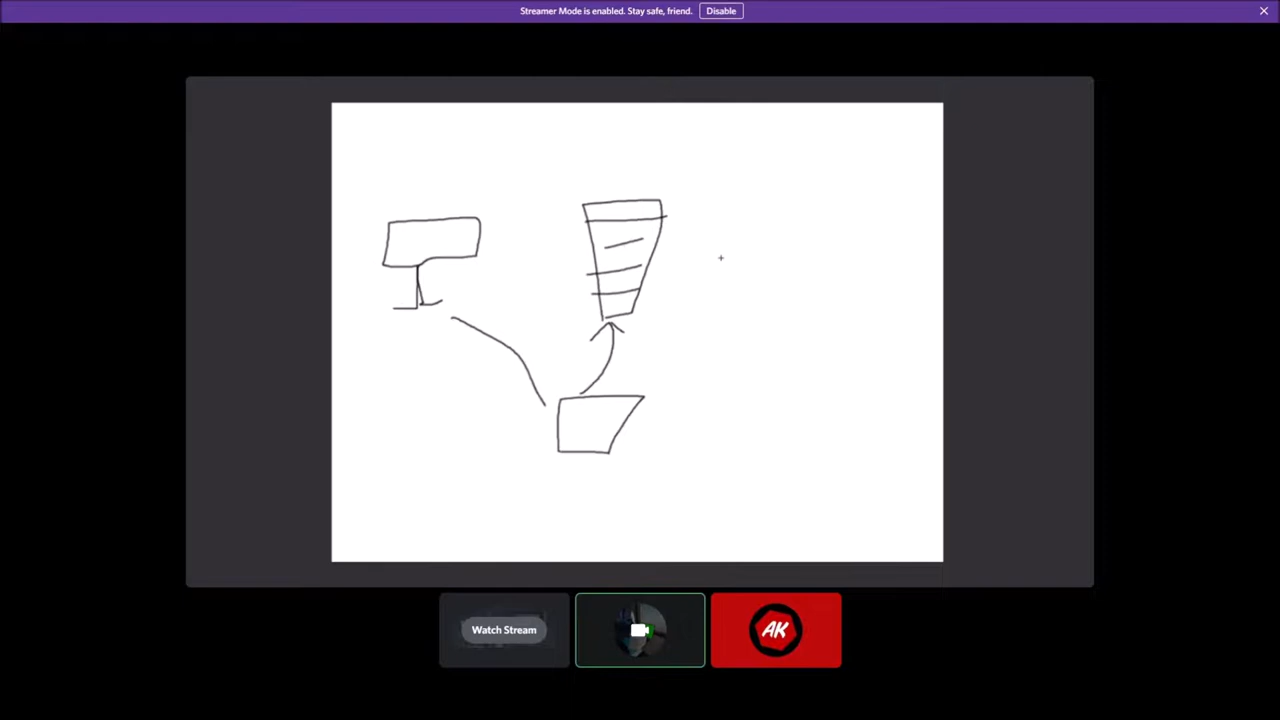 Streamer Mode is enabled. Stay safe, friend. Disable
Watch Stream
AK